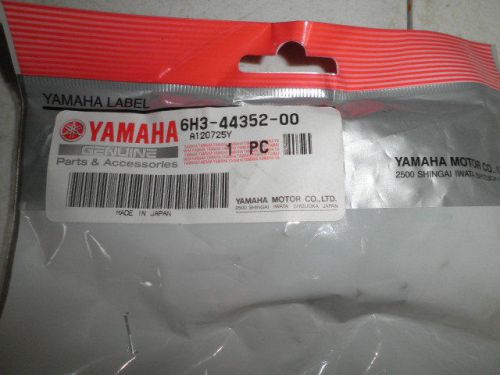 YAMAHA LABEL
YAMAHA
GENUINE
Parts & Accessories
6H3-44352-00
A120725Y
1 PC
MADE IN JAPAN
YAMAHA MOTOR CO.,LTD.
2500 SHINGAI IWATA SHIZUOKA JAPAN
YAMAHA MOTOR CO.,
2500 SHINGAI IWATA SHIZUOK